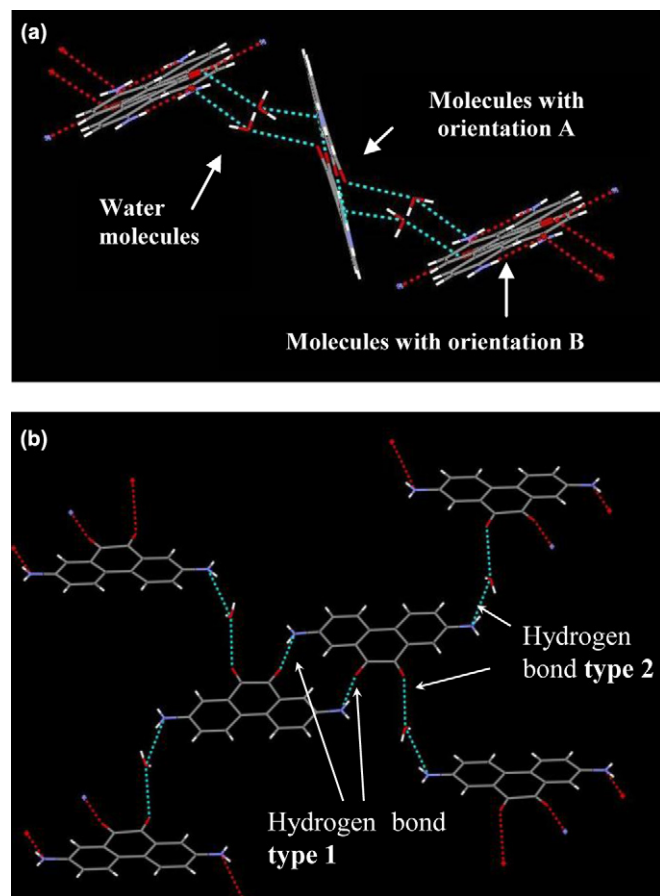 (a)
Molecules with
orientation A
Water
molecules
Molecules with orientation B
(b)
Hydrogen
bond type 2
Hydrogen bond
type 1